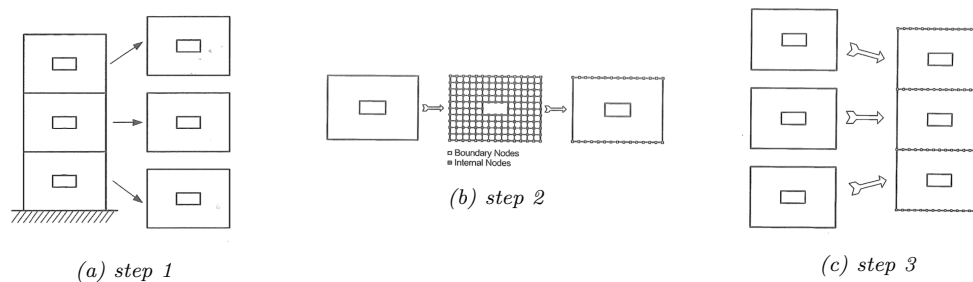 Boundary Nodes
Internal Nodes
(a) step 1
(b) step 2
(c) step 3